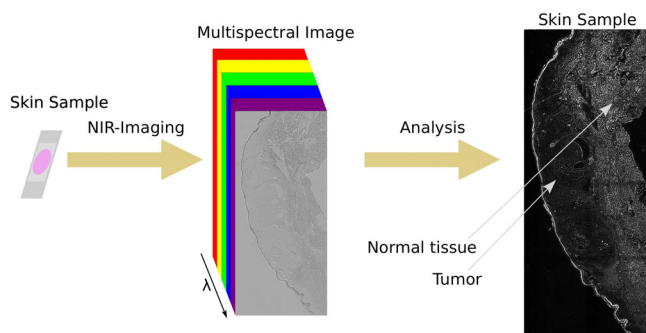 Multispectral Image
Skin Sample
Skin Sample
NIR-Imaging
Analysis
Normal tissue
Tumor
λ